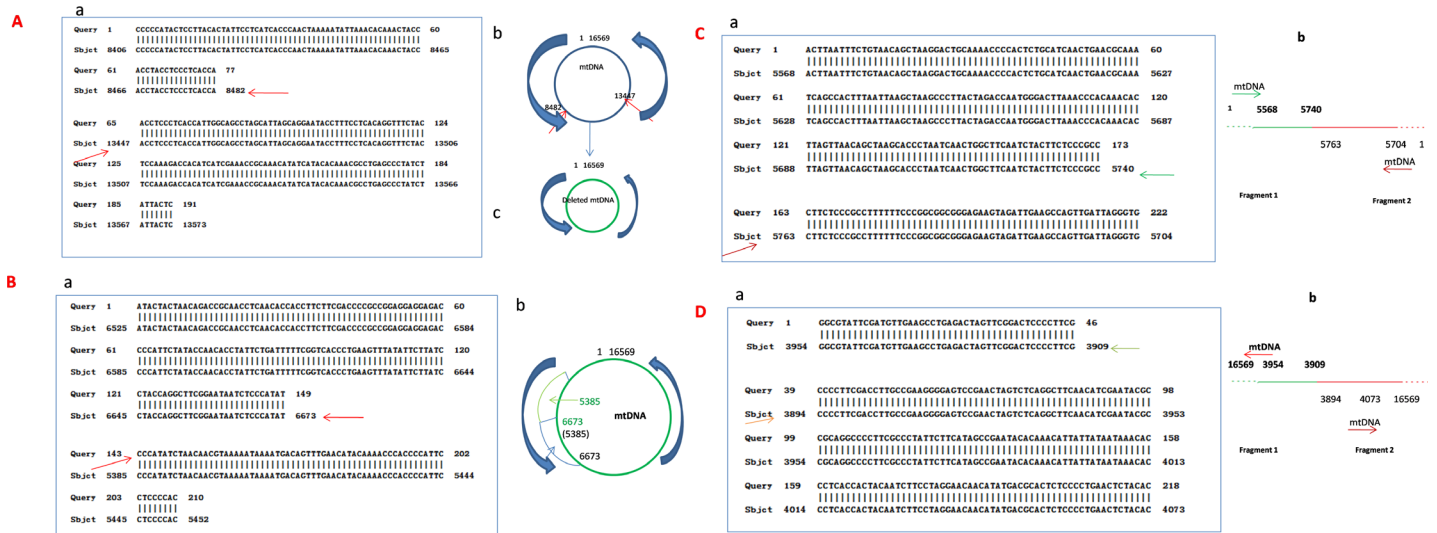 A
a
Query 1 CCCCCATACTCCTTACACTATTCCTCATCACCCAACTAAAAATATTAAACACAAACTACC 60
Sbjct 8406 CCCCCATACTCCTTACACTATTCCTCATCACCCAACTAAAAATATTAAACACAAACTACC 8465
Query 61 ACCTACCTCCCTCACCA 77
Sbjct 8466 ACCTACCTCCCTCACCA 8482
Query 65 ACCTCCCTCACCATTGGCAGCCTAGCATTAGCAGGAATACCTTTCCTCACAGGTTTCTAC 124
Sbjct 13447 ACCTCCCTCACCATTGGCAGCCTAGCATTAGCAGGAATACCTTTCCTCACAGGTTTCTAC 13506
Query 125 TCCAAAGACCACATCATCGAAACCGCAAACATATCATACACAAACGCCTGAGCCCTATCT 184
Sbjct 13507 TCCAAAGACCACATCATCGAAACCGCAAACATATCATACACAAACGCCTGAGCCCTATCT 13566
Query 185 ATTACTC 191
Sbjct 13567 ATTACTC 13573
b
1 16569
mtDNA
8482
13447
c
1 16569
Deleted mtDNA
B
a
Query 1 ATACTACTAACAGACCGCAACCTCAACACCACCTTCTTCGACCCCGCCGGAGGAGGAGAC 60
Sbjct 6525 ATACTACTAACAGACCGCAACCTCAACACCACCTTCTTCGACCCCGCCGGAGGAGGAGAC 6584
Query 61 CCCATTCTATACCAACACCTATTCTGATTTTTCGGTCACCCTGAAGTTTATATTCTTATC 120
Sbjct 6585 CCCATTCTATACCAACACCTATTCTGATTTTTCGGTCACCCTGAAGTTTATATTCTTATC 6644
Query 121 CTACCAGGCTTCGGAATAATCTCCCATAT 149
Sbjct 6645 CTACCAGGCTTCGGAATAATCTCCCATAT 6673
Query 143 CCCATATCTAACAACGTAAAAATAAAATGACAGTTTGAACATACAAAACCCACCCCATTC 202
Sbjct 5385 CCCATATCTAACAACGTAAAAATAAAATGACAGTTTGAACATACAAAACCCACCCCATTC 5444
Query 203 CTCCCCAC 210
Sbjct 5445 CTCCCCAC 5452
b
1 16569
5385
mtDNA
6673
(5385)
6673
C
a
Query 1 ACTTAATTTCTGTAACAGCTAAGGACTGCAAAACCCCACTCTGCATCAACTGAACGCAAA 60
Sbjct 5568 ACTTAATTTCTGTAACAGCTAAGGACTGCAAAACCCCACTCTGCATCAACTGAACGCAAA 5627
Query 61 TCAGCCACTTTAATTAAGCTAAGCCCTTACTAGACCAATGGGACTTAAACCCACAAACAC 120
Sbjct 5628 TCAGCCACTTTAATTAAGCTAAGCCCTTACTAGACCAATGGGACTTAAACCCACAAACAC 5687
Query 121 TTAGTTAACAGCTAAGCACCCTAATCAACTGGCTTCAATCTACTTCTCCCGCC 173
Sbjct 5688 TTAGTTAACAGCTAAGCACCCTAATCAACTGGCTTCAATCTACTTCTCCCGCC 5740
Query 163 CTTCTCCCGCCTTTTTTCCCGGCGGCGGGAGAAGTAGATTGAAGCCAGTTGATTAGGGTG 222
Sbjct 5763 CTTCTCCCGCCTTTTTTCCCGGCGGCGGGAGAAGTAGATTGAAGCCAGTTGATTAGGGTG 5704
b
mtDNA
1 5568 5740
5763 5704 1
mtDNA
Fragment 1 Fragment 2
D
a
Query 1 GGCGTATTCGATGTTGAAGCCTGAGACTAGTTCGGACTCCCCTTCG 46
Sbjct 3954 GGCGTATTCGATGTTGAAGCCTGAGACTAGTTCGGACTCCCCTTCG 3909
Query 39 CCCCTTCGACCTTGCCGAAGGGGAGTCCGAACTAGTCTCAGGCTTCAACATCGAATACGC 98
Sbjct 3894 CCCCTTCGACCTTGCCGAAGGGGAGTCCGAACTAGTCTCAGGCTTCAACATCGAATACGC 3953
Query 99 CGCAGGCCCCTTCGCCCTATTCTTCATAGCCGAATACACAAACATTATTATAATAAACAC 158
Sbjct 3954 CGCAGGCCCCTTCGCCCTATTCTTCATAGCCGAATACACAAACATTATTATAATAAACAC 4013
Query 159 CCTCACCACTACAATCTTCCTAGGAACAACATATGACGCACTCTCCCCTGAACTCTACAC 218
Sbjct 4014 CCTCACCACTACAATCTTCCTAGGAACAACATATGACGCACTCTCCCCTGAACTCTACAC 4073
b
mtDNA
16569 3954 3909
3894 4073 16569
mtDNA
Fragment 1 Fragment 2